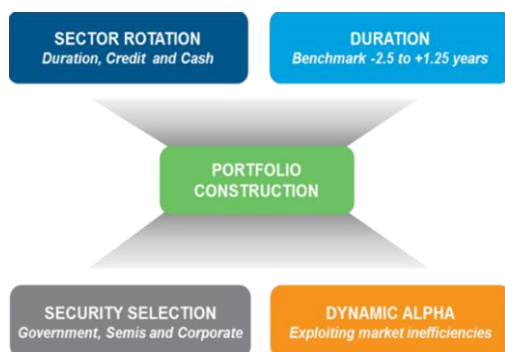 SECTOR ROTATION
Duration, Credit and Cash
DURATION
Benchmark -2.5 to +1.25 years
PORTFOLIO
CONSTRUCTION
SECURITY SELECTION
Government, Semis and Corporate
DYNAMIC ALPHA
Exploiting market inefficiencies